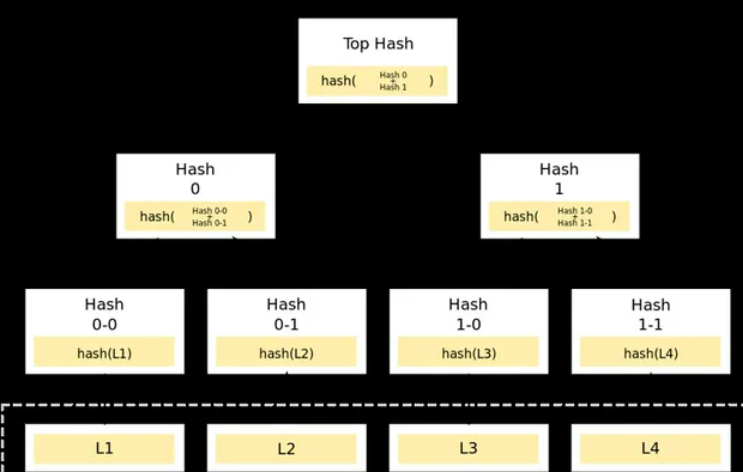 Top Hash
hash( Hash 0 + Hash 1 )
Hash 0
hash( Hash 0-0 + Hash 0-1 )
Hash 1
hash( Hash 1-0 + Hash 1-1 )
Hash 0-0
hash(L1)
Hash 0-1
hash(L2)
Hash 1-0
hash(L3)
Hash 1-1
hash(L4)
L1
L2
L3
L4